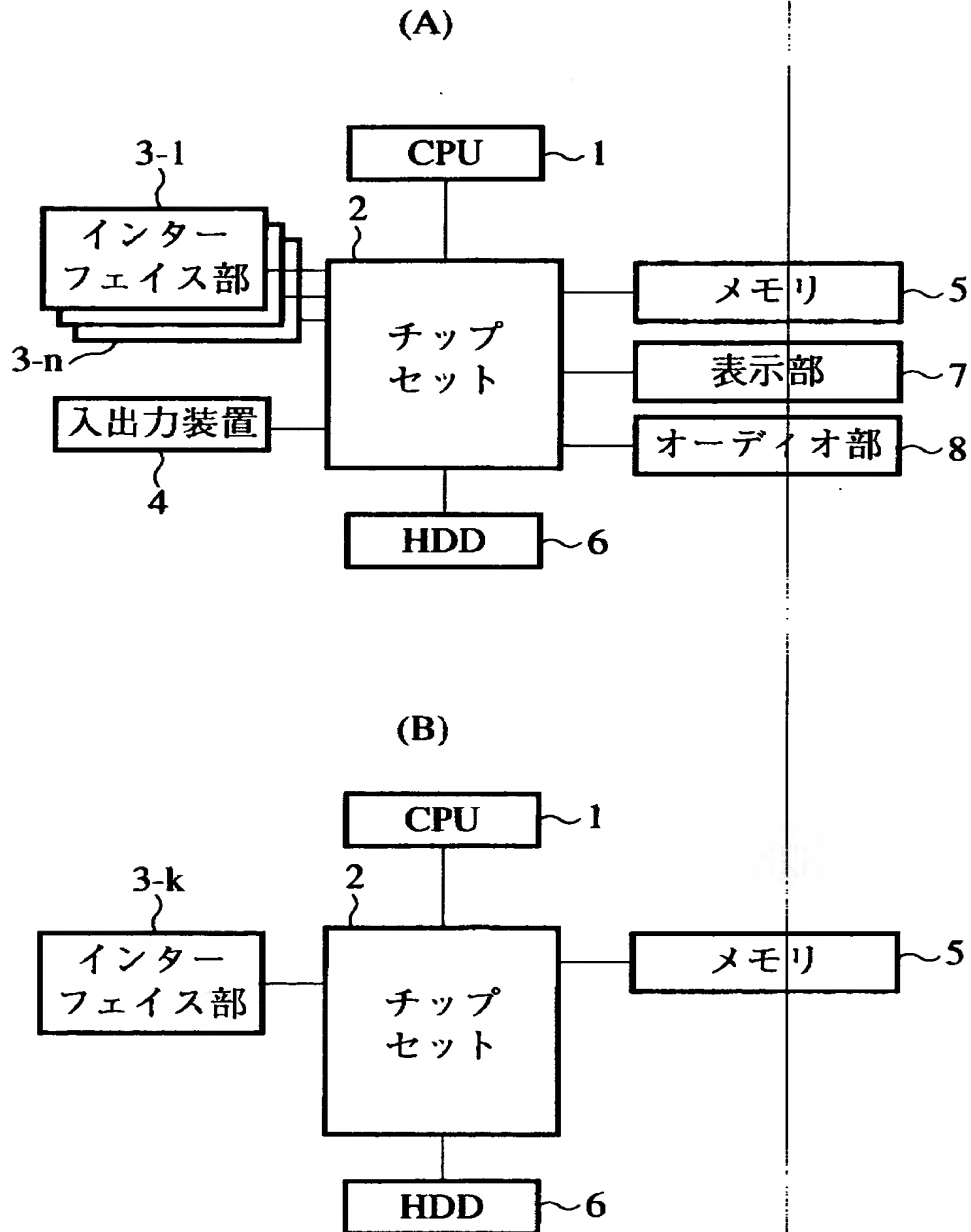 (A)
CPU
1
3-1
2
インター
フェイス部
3-n
チップ
セット
メモリ
5
表示部
7
入出力装置
4
オーディオ部
8
HDD
6
(B)
CPU
1
3-k
2
インター
フェイス部
チップ
セット
メモリ
5
HDD
6